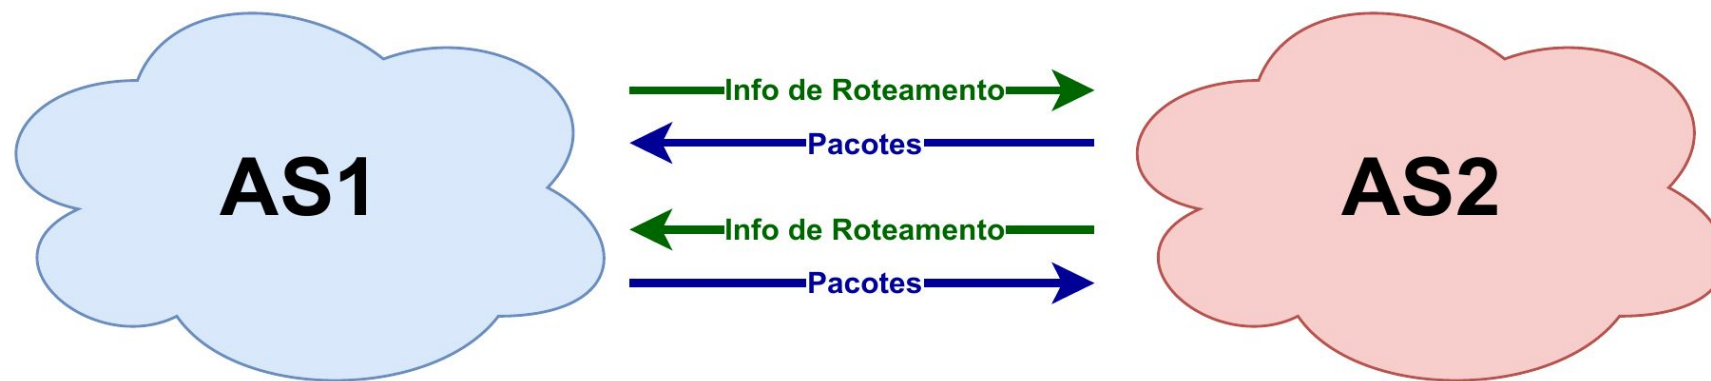 AS1
Info de Roteamento
Pacotes
Info de Roteamento
Pacotes
AS2